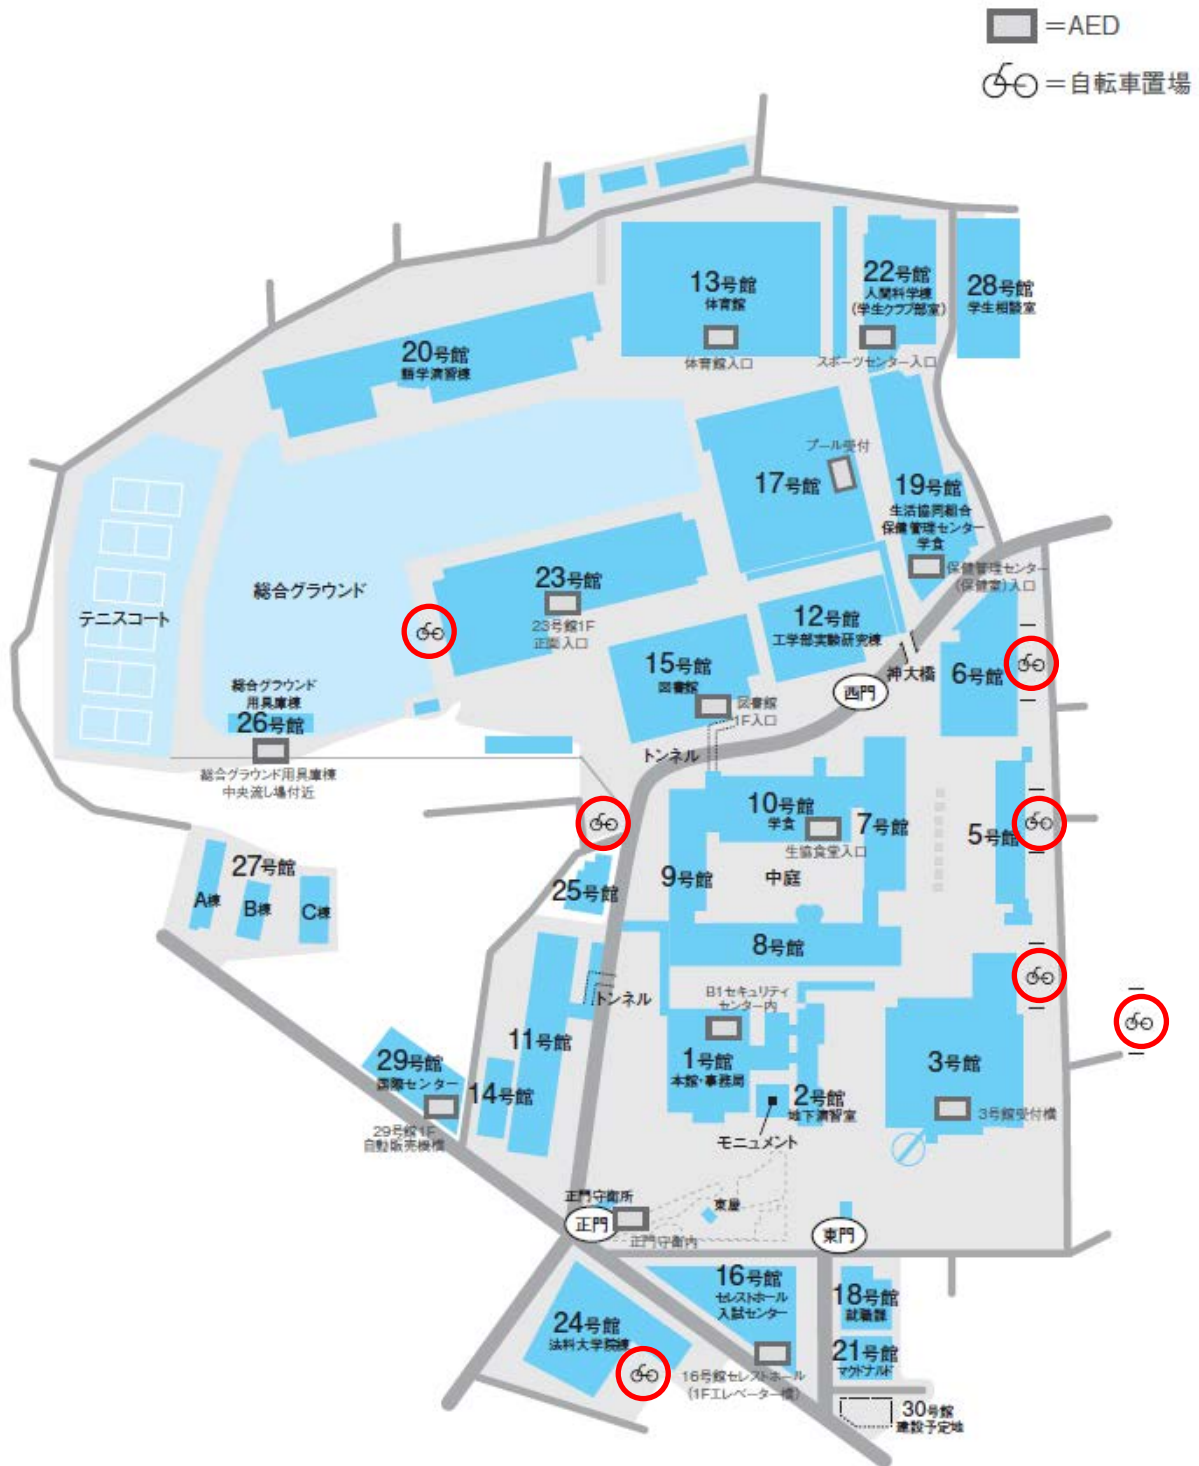 ＝AED
＝自転車置場
13号館
体育館
体育館入口
22号館
人間科学棟
(学生クラブ部室)
スポーツセンター入口
28号館
学生相談室
20号館
語学演習棟
プール受付
17号館
19号館
生活協同組合
保健管理センター
学食
保健管理センター
(保健室)入口
総合グラウンド
テニスコート
23号館
23号館1F
正面入口
12号館
工学部実験研究棟
15号館
図書館
図書館
1F入口
西門
神大橋
6号館
総合グラウンド
用具庫棟
26号館
総合グラウンド用具庫棟
中央流し場付近
トンネル
10号館
学食
生協食堂入口
7号館
5号館
9号館
中庭
27号館
A棟
B棟
C棟
25号館
8号館
B1セキュリティ
センター内
トンネル
11号館
1号館
本館・事務局
2号館
地下演習室
3号館
3号館受付横
29号館
国際センター
29号館1F
自動販売機横
14号館
モニュメント
正門守衛所
正門
正門守衛内
東屋
東門
16号館
セレストホール
入試センター
16号館セレストホール
(1Fエレベーター横)
18号館
就職課
21号館
マクドナルド
24号館
法科大学院棟
30号館
建設予定地